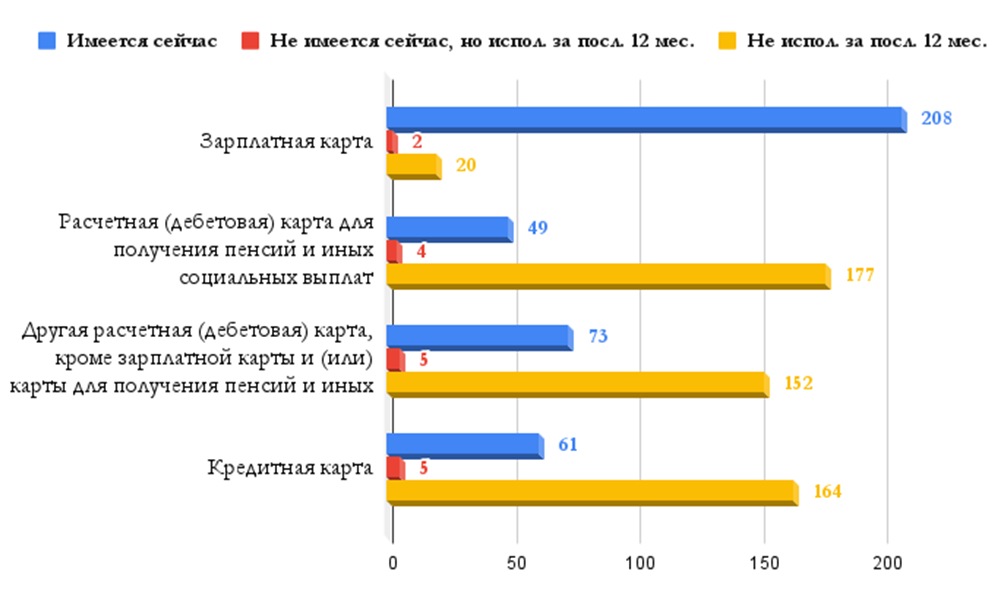 Имеется сейчас Не имеется сейчас, но испол. за посл. 12 мес. Не испол. за посл. 12 мес.
208
Зарплатная карта
2
20
Расчетная (дебетовая) карта для
получения пенсий и иных
социальных выплат
49
4
177
Другая расчетная (дебетовая) карта,
кроме зарплатной карты и (или)
карты для получения пенсий и иных
73
5
152
Кредитная карта
61
5
164
0 50 100 150 200